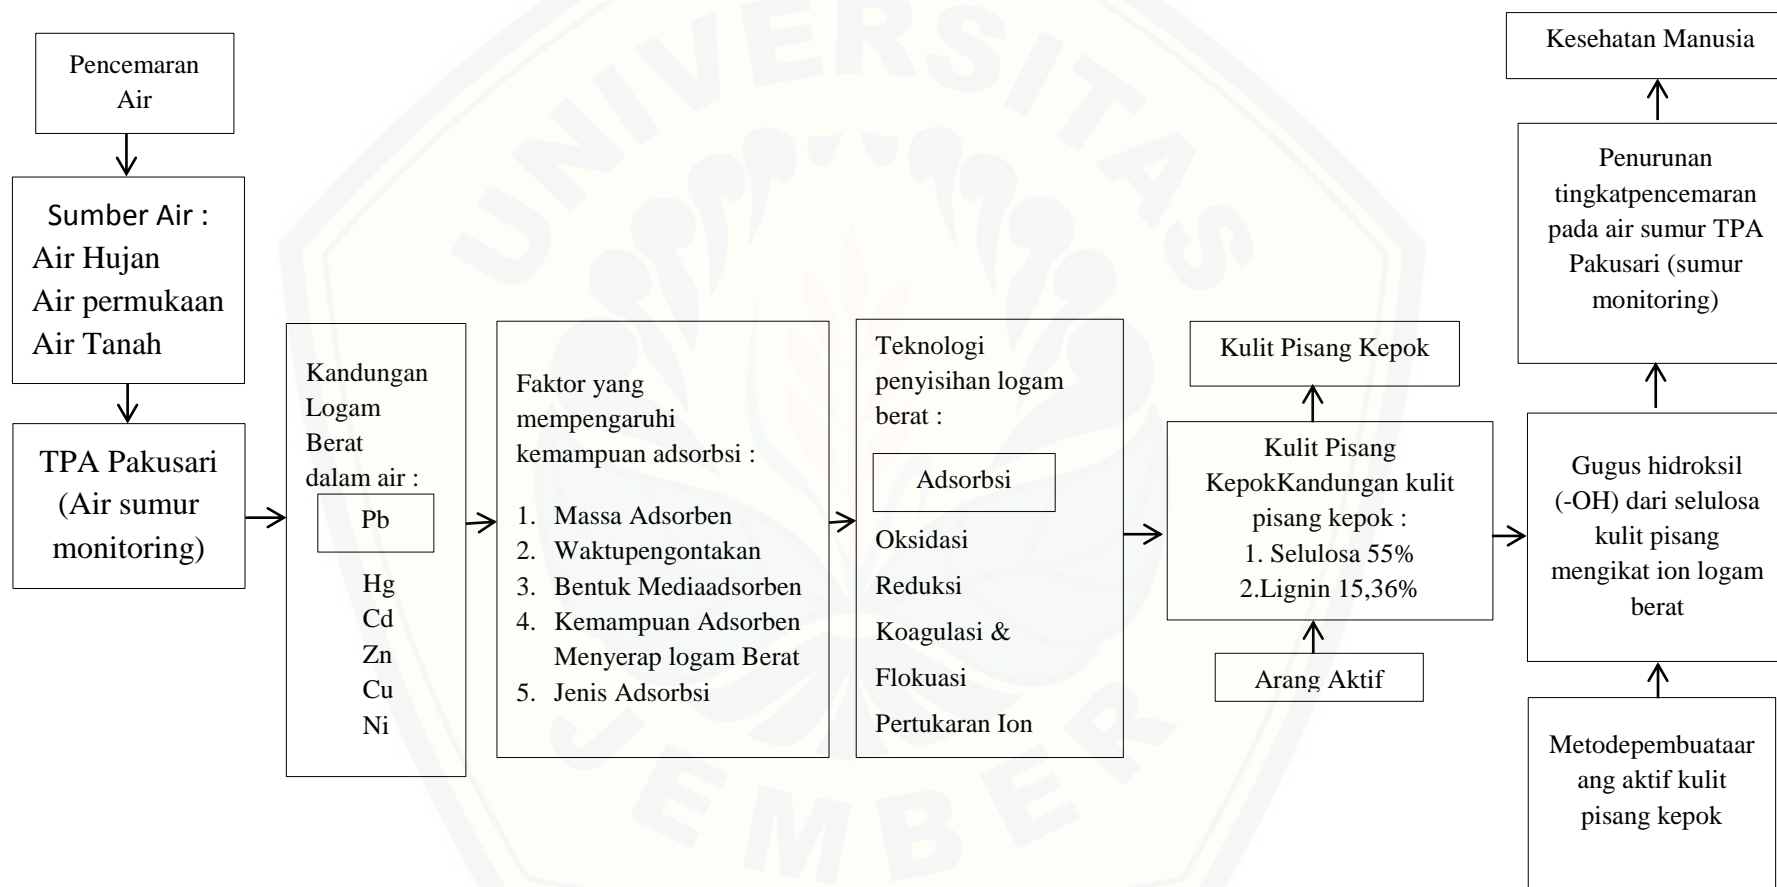 UNIVERSITAS
JEMBER
Pencemaran
Air
Sumber Air :
Air Hujan
Air permukaan
Air Tanah
TPA Pakusari
(Air sumur
monitoring)
Kandungan
Logam
Berat
dalam air :
Pb
Hg
Cd
Zn
Cu
Ni
Faktor yang
mempengaruhi
kemampuan adsorbsi :
1. Massa Adsorben
2. Waktupengontakan
3. Bentuk Mediaadsorben
4. Kemampuan Adsorben
Menyerap logam Berat
5. Jenis Adsorbsi
Teknologi
penyisihan logam
berat :
Adsorbsi
Oksidasi
Reduksi
Koagulasi &
Flokuasi
Pertukaran Ion
Kulit Pisang Kepok
Kulit Pisang
KepokKandungan kulit
pisang kepok :
1. Selulosa 55%
2.Lignin 15,36%
Arang Aktif
Kesehatan Manusia
Penurunan
tingkatpencemaran
pada air sumur TPA
Pakusari (sumur
monitoring)
Gugus hidroksil
(-OH) dari selulosa
kulit pisang
mengikat ion logam
berat
Metodepembuataar
ang aktif kulit
pisang kepok